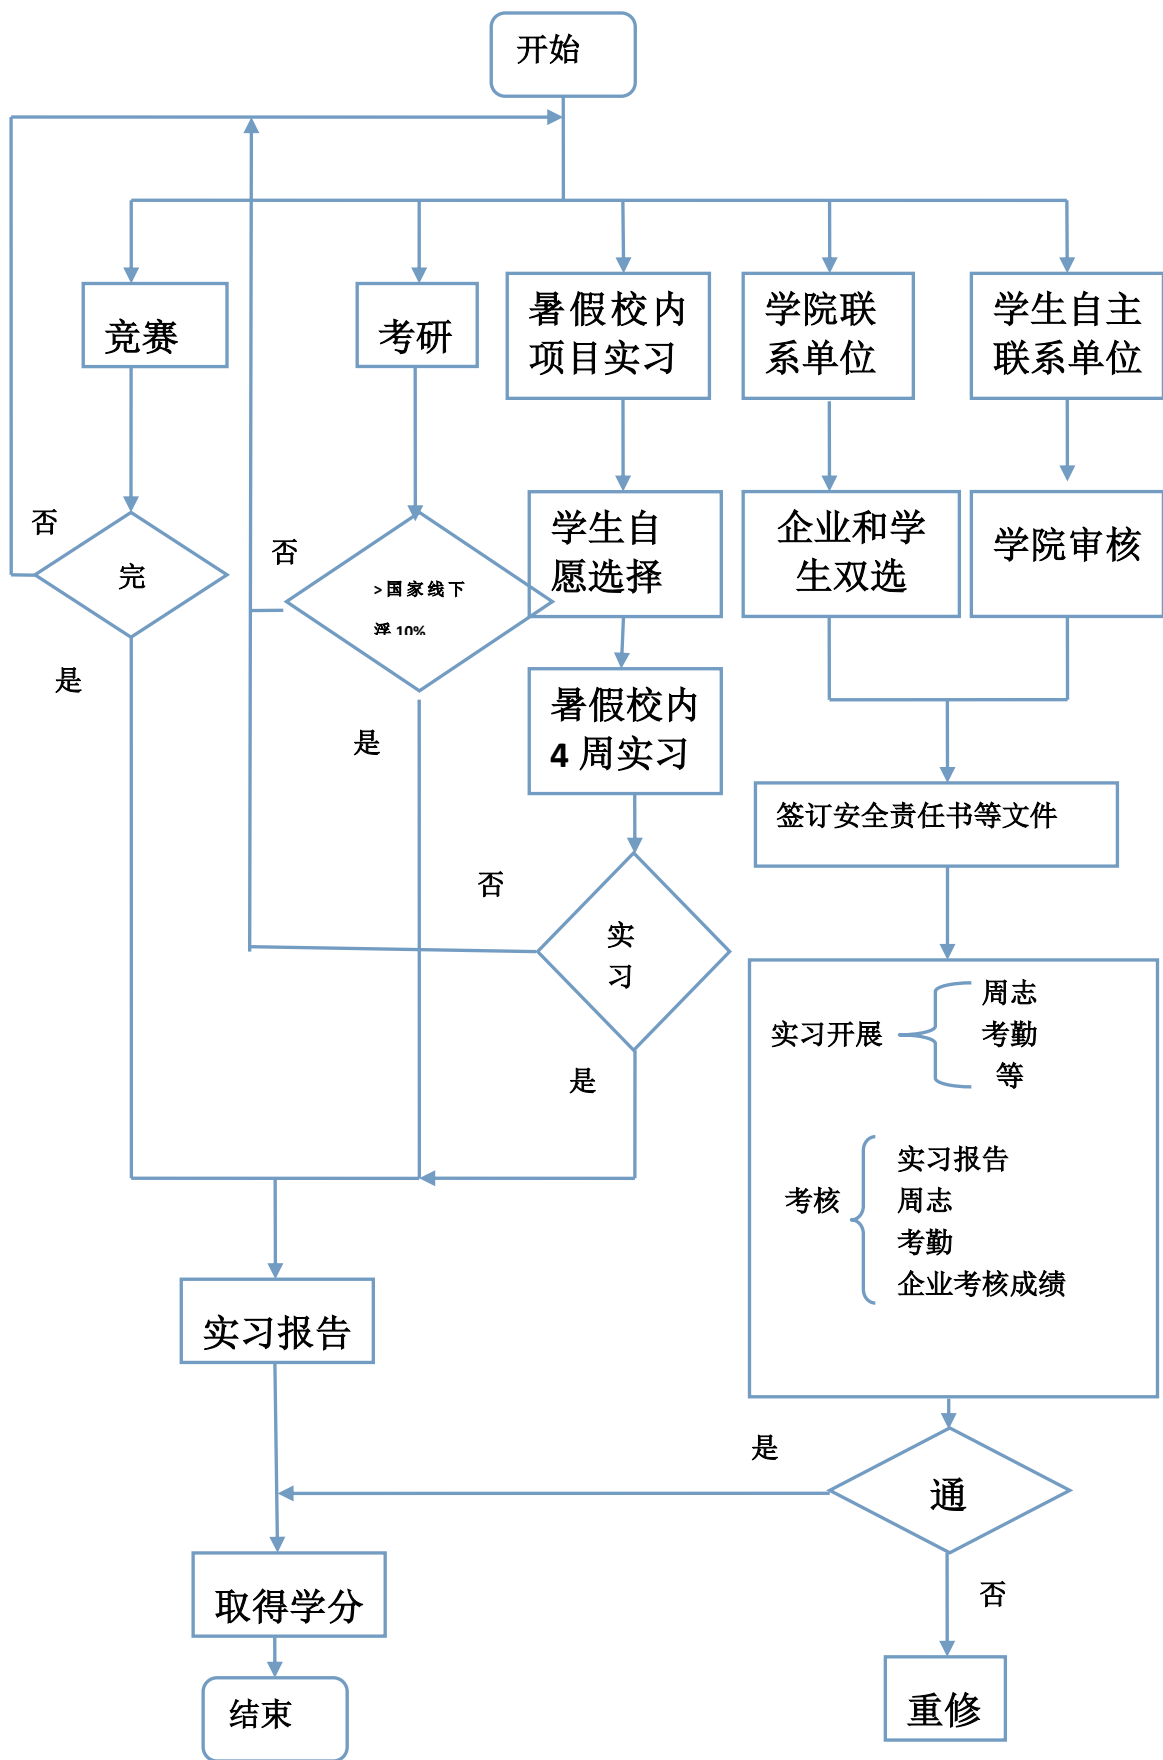 开始
竞赛
考研
暑假校内
项目实习
学院联
系单位
学生自主
联系单位
否
完
是
否
>国家线下
浮 10%
是
学生自
愿选择
企业和学
生双选
学院审核
暑假校内
4 周实习
签订安全责任书等文件
否
实
习
是
实习开展
周志
考勤
等
考核
实习报告
周志
考勤
企业考核成绩
实习报告
是
通
否
取得学分
重修
结束